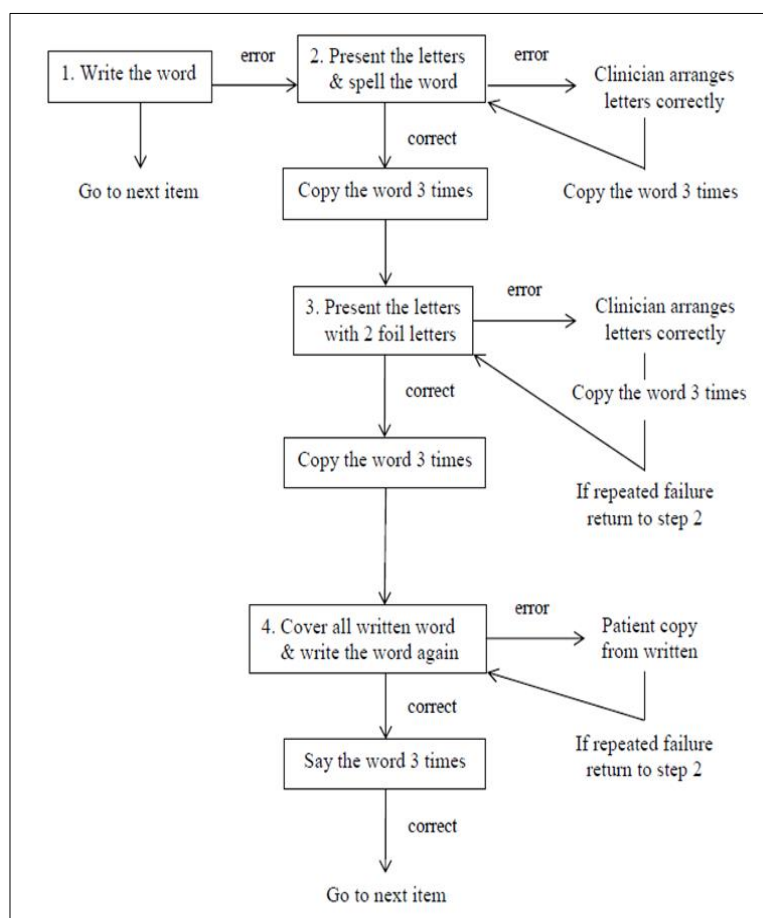 error
1. Write the word
2. Present the letters
& spell the word
error
Clinician arranges
letters correctly
correct
Go to next item
Copy the word 3 times
Copy the word 3 times
3. Present the letters
with 2 foil letters
error
Clinician arranges
letters correctly
correct
Copy the word 3 times
Copy the word 3 times
If repeated failure
return to step 2
4. Cover all written word
& write the word again
error
Patient copy
from written
correct
Say the word 3 times
If repeated failure
return to step 2
correct
Go to next item